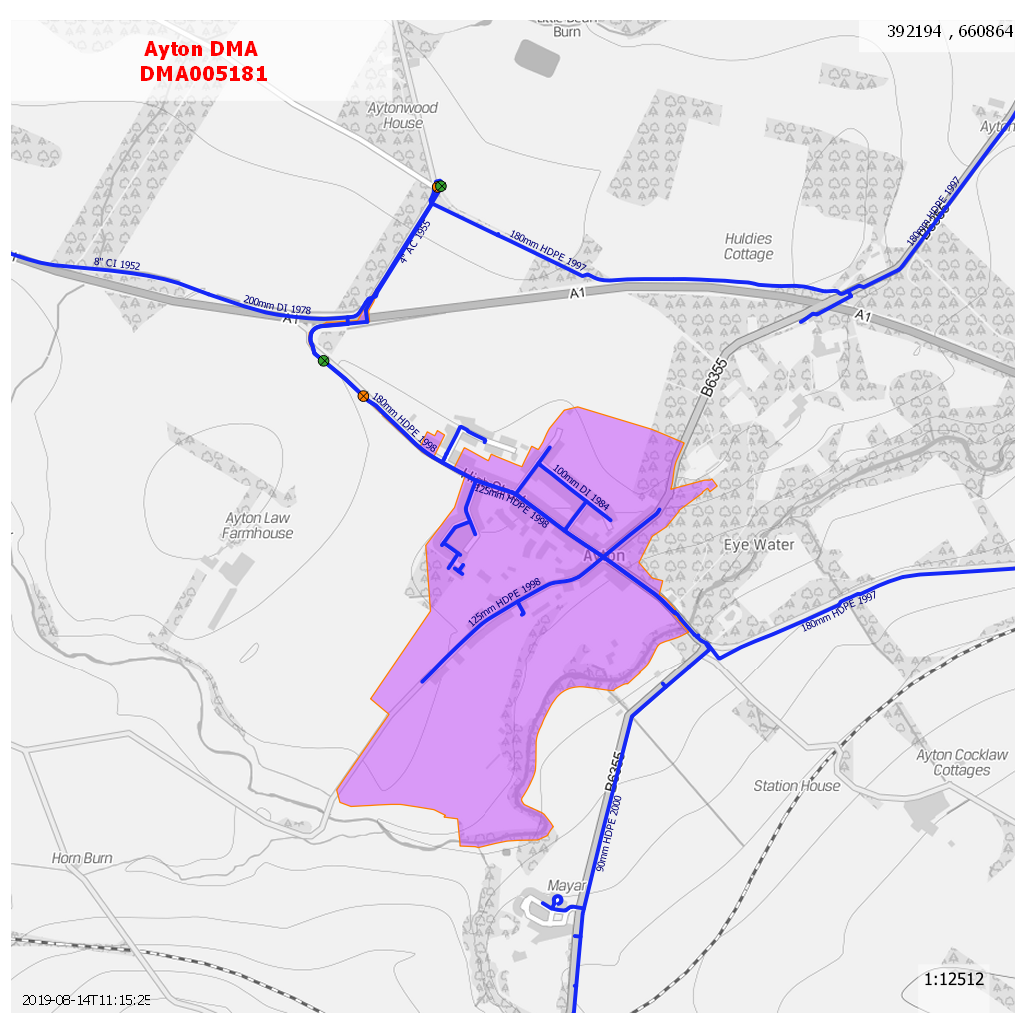 Little Dean
Burn
392194 , 660864
Ayton DMA
DMA005181
Aytonwood
House
Ayton
180mm HDPE 1997
B6355
Huldies
Cottage
4" AC 1955
180mm HDPE 1997
8" CI 1952
200mm DI 1978
A1
A1
A1
B6355
180mm HDPE 1998
High Street
125mm HDPE 1998
100mm DI 1984
Ayton Law
Farmhouse
Ayton
Eye Water
125mm HDPE 1998
180mm HDPE 1997
B6355
90mm HDPE 2000
Station House
Ayton Cocklaw
Cottages
Horn Burn
Mayar
2019-08-14T11:15:25
1:12512